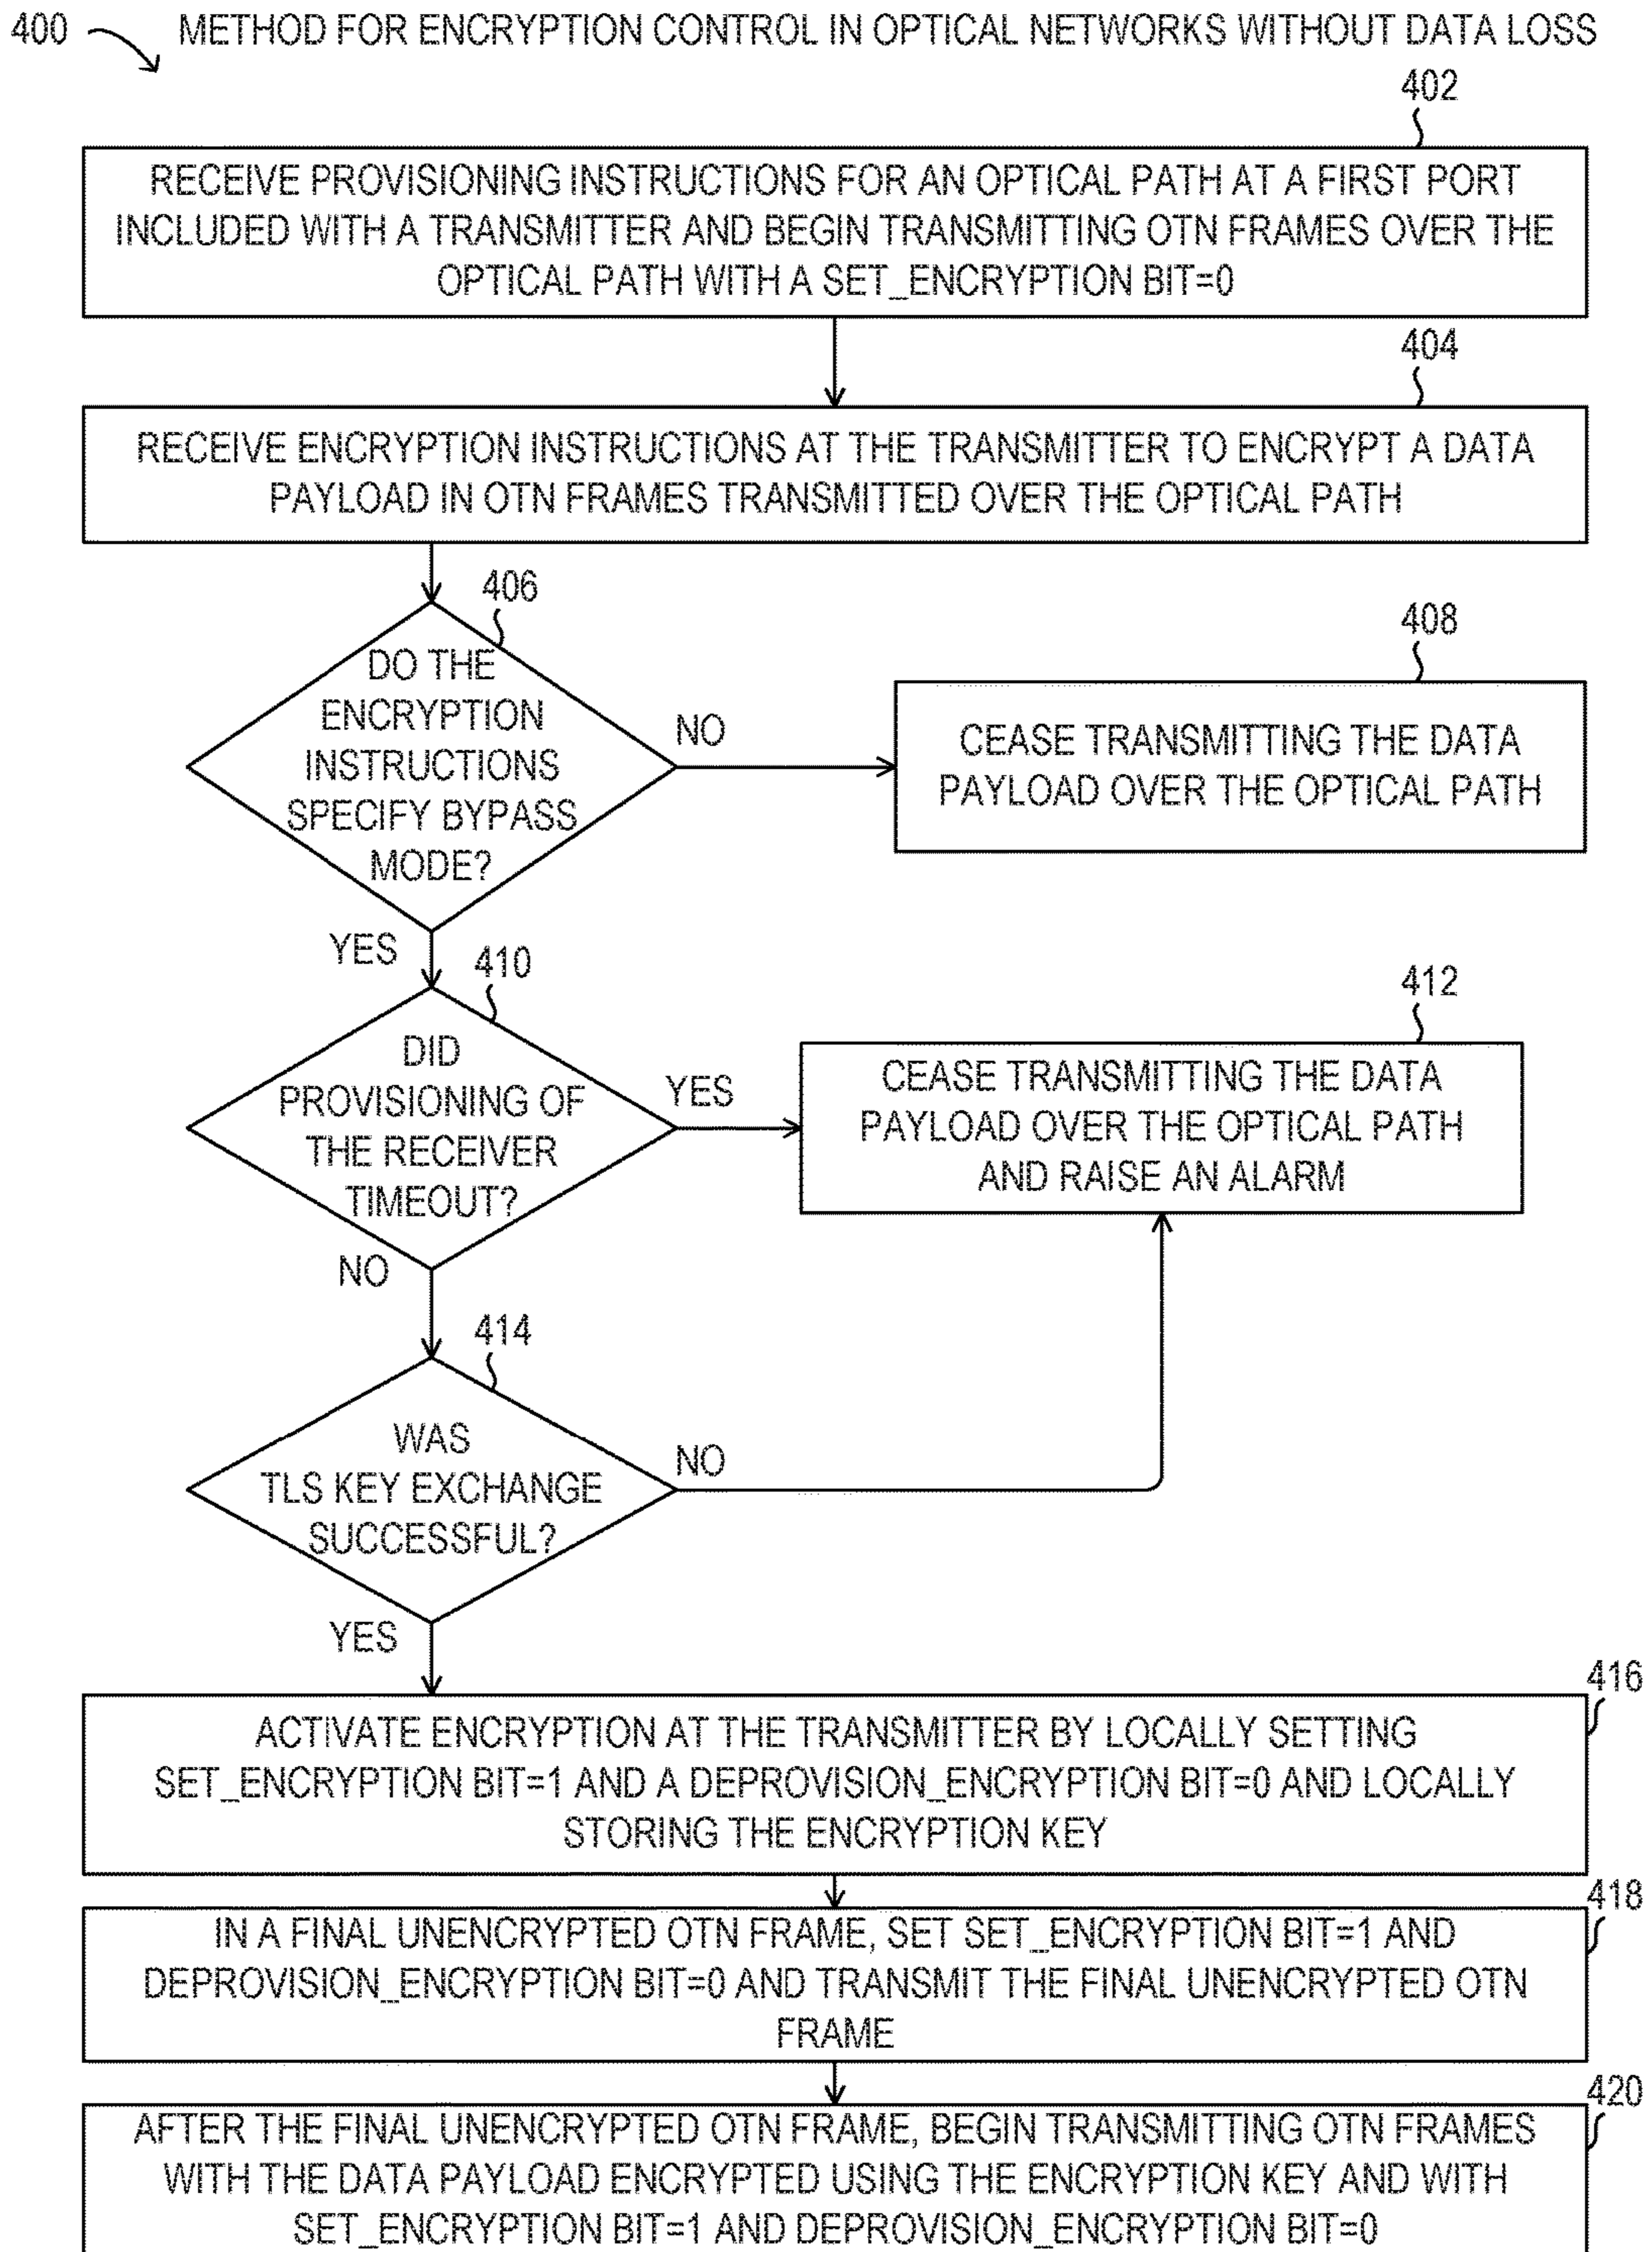 400 METHOD FOR ENCRYPTION CONTROL IN OPTICAL NETWORKS WITHOUT DATA LOSS
402
RECEIVE PROVISIONING INSTRUCTIONS FOR AN OPTICAL PATH AT A FIRST PORT
INCLUDED WITH A TRANSMITTER AND BEGIN TRANSMITTING OTN FRAMES OVER THE
OPTICAL PATH WITH A SET_ENCRYPTION BIT=0
404
RECEIVE ENCRYPTION INSTRUCTIONS AT THE TRANSMITTER TO ENCRYPT A DATA
PAYLOAD IN OTN FRAMES TRANSMITTED OVER THE OPTICAL PATH
406
DO THE
ENCRYPTION
INSTRUCTIONS
SPECIFY BYPASS
MODE?
NO
408
CEASE TRANSMITTING THE DATA
PAYLOAD OVER THE OPTICAL PATH
YES
410
DID
PROVISIONING OF
THE RECEIVER
TIMEOUT?
YES
412
CEASE TRANSMITTING THE DATA
PAYLOAD OVER THE OPTICAL PATH
AND RAISE AN ALARM
NO
414
WAS
TLS KEY EXCHANGE
SUCCESSFUL?
NO
YES
416
ACTIVATE ENCRYPTION AT THE TRANSMITTER BY LOCALLY SETTING
SET_ENCRYPTION BIT=1 AND A DEPROVISION_ENCRYPTION BIT=0 AND LOCALLY
STORING THE ENCRYPTION KEY
418
IN A FINAL UNENCRYPTED OTN FRAME, SET SET_ENCRYPTION BIT=1 AND
DEPROVISION_ENCRYPTION BIT=0 AND TRANSMIT THE FINAL UNENCRYPTED OTN
FRAME
420
AFTER THE FINAL UNENCRYPTED OTN FRAME, BEGIN TRANSMITTING OTN FRAMES
WITH THE DATA PAYLOAD ENCRYPTED USING THE ENCRYPTION KEY AND WITH
SET_ENCRYPTION BIT=1 AND DEPROVISION_ENCRYPTION BIT=0